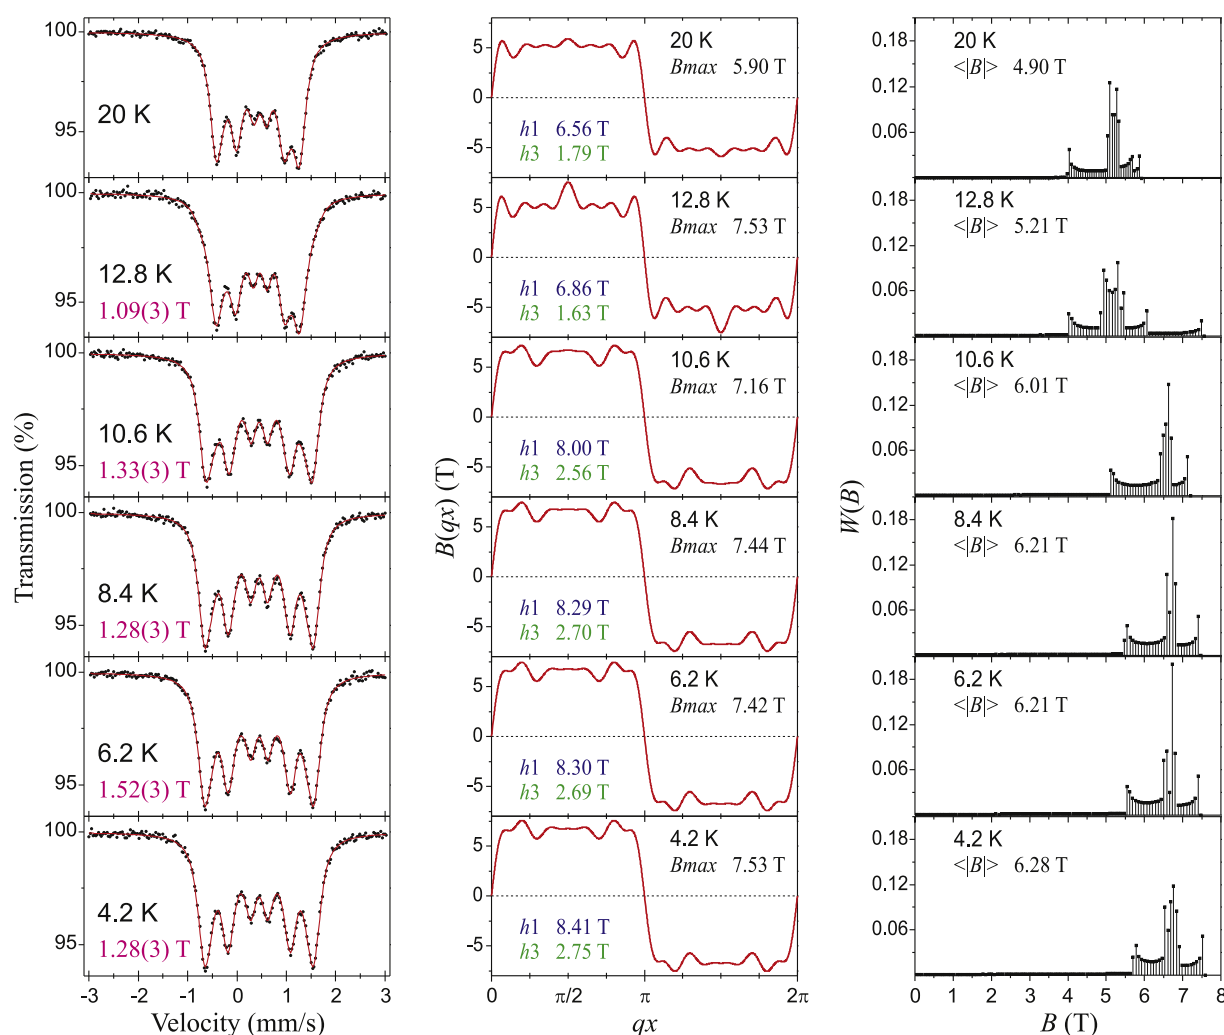 Transmission (%)
100
95
20 K
100
95
12.8 K
1.09(3) T
100
95
10.6 K
1.33(3) T
100
95
8.4 K
1.28(3) T
100
95
6.2 K
1.52(3) T
100
95
4.2 K
1.28(3) T
-3 -2 -1 0 1 2 3
Velocity (mm/s)
B(qx) (T)
5
0
-5
20 K
Bmax 5.90 T
h1 6.56 T
h3 1.79 T
5
0
-5
12.8 K
Bmax 7.53 T
h1 6.86 T
h3 1.63 T
5
0
-5
10.6 K
Bmax 7.16 T
h1 8.00 T
h3 2.56 T
5
0
-5
8.4 K
Bmax 7.44 T
h1 8.29 T
h3 2.70 T
5
0
-5
6.2 K
Bmax 7.42 T
h1 8.30 T
h3 2.69 T
5
0
-5
4.2 K
Bmax 7.53 T
h1 8.41 T
h3 2.75 T
0 π/2 π 2π
qx
W(B)
0.18
0.12
0.06
20 K
<|B|> 4.90 T
0.18
0.12
0.06
12.8 K
<|B|> 5.21 T
0.18
0.12
0.06
10.6 K
<|B|> 6.01 T
0.18
0.12
0.06
8.4 K
<|B|> 6.21 T
0.18
0.12
0.06
6.2 K
<|B|> 6.21 T
0.18
0.12
0.06
0.00
4.2 K
<|B|> 6.28 T
0 1 2 3 4 5 6 7 8
B (T)